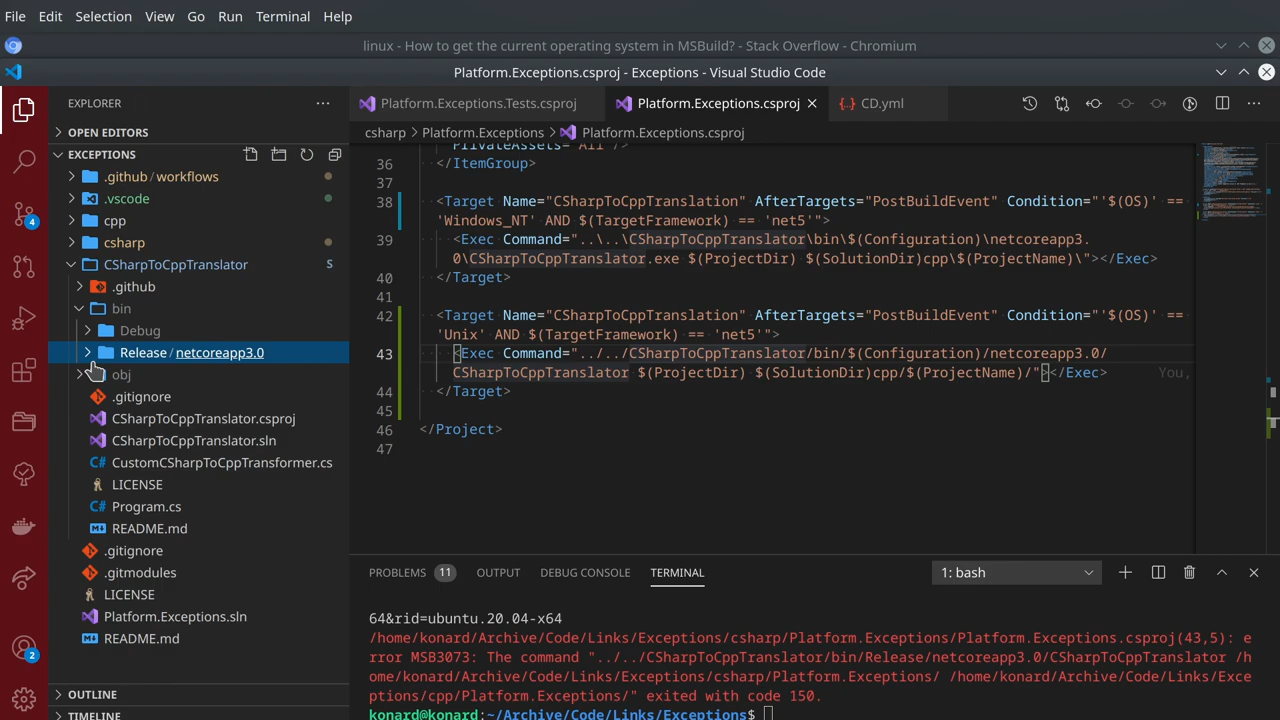 File Edit Selection View Go Run Terminal Help
linux - How to get the current operating system in MSBuild? - Stack Overflow - Chromium
Platform.Exceptions.csproj - Exceptions - Visual Studio Code
EXPLORER
OPEN EDITORS
EXCEPTIONS
.github / workflows
.vscode
cpp
csharp
CSharpToCppTranslator S
.github
bin
Debug
Release / netcoreapp3.0
obj
.gitignore
CSharpToCppTranslator.csproj
CSharpToCppTranslator.sln
CustomCSharpToCppTransformer.cs
LICENSE
Program.cs
README.md
.gitignore
.gitmodules
LICENSE
Platform.Exceptions.sln
README.md
OUTLINE
TIMELINE
4
2
Platform.Exceptions.Tests.csproj Platform.Exceptions.csproj CD.yml
csharp > Platform.Exceptions > Platform.Exceptions.csproj
PrivateAssets="All" />
36 </ItemGroup>
37
38 <Target Name="CSharpToCppTranslation" AfterTargets="PostBuildEvent" Condition="'$(OS)' ==
'Windows_NT' AND $(TargetFramework) == 'net5'">
39 <Exec Command="..\..\CSharpToCppTranslator\bin\$(Configuration)\netcoreapp3.
0\CSharpToCppTranslator.exe $(ProjectDir) $(SolutionDir)cpp\$(ProjectName)\"></Exec>
40 </Target>
41
42 <Target Name="CSharpToCppTranslation" AfterTargets="PostBuildEvent" Condition="'$(OS)' ==
'Unix' AND $(TargetFramework) == 'net5'">
43 <Exec Command="../../CSharpToCppTranslator/bin/$(Configuration)/netcoreapp3.0/
CSharpToCppTranslator $(ProjectDir) $(SolutionDir)cpp/$(ProjectName)/"></Exec> You,
44 </Target>
45
46 </Project>
47
PROBLEMS 11 OUTPUT DEBUG CONSOLE TERMINAL 1: bash
64&rid=ubuntu.20.04-x64
/home/konard/Archive/Code/Links/Exceptions/csharp/Platform.Exceptions/Platform.Exceptions.csproj(43,5): e
rror MSB3073: The command "../../CSharpToCppTranslator/bin/Release/netcoreapp3.0/CSharpToCppTranslator /h
ome/konard/Archive/Code/Links/Exceptions/csharp/Platform.Exceptions/ /home/konard/Archive/Code/Links/Exce
ptions/cpp/Platform.Exceptions/" exited with code 150.
konard@konard:~/Archive/Code/Links/Exceptions$